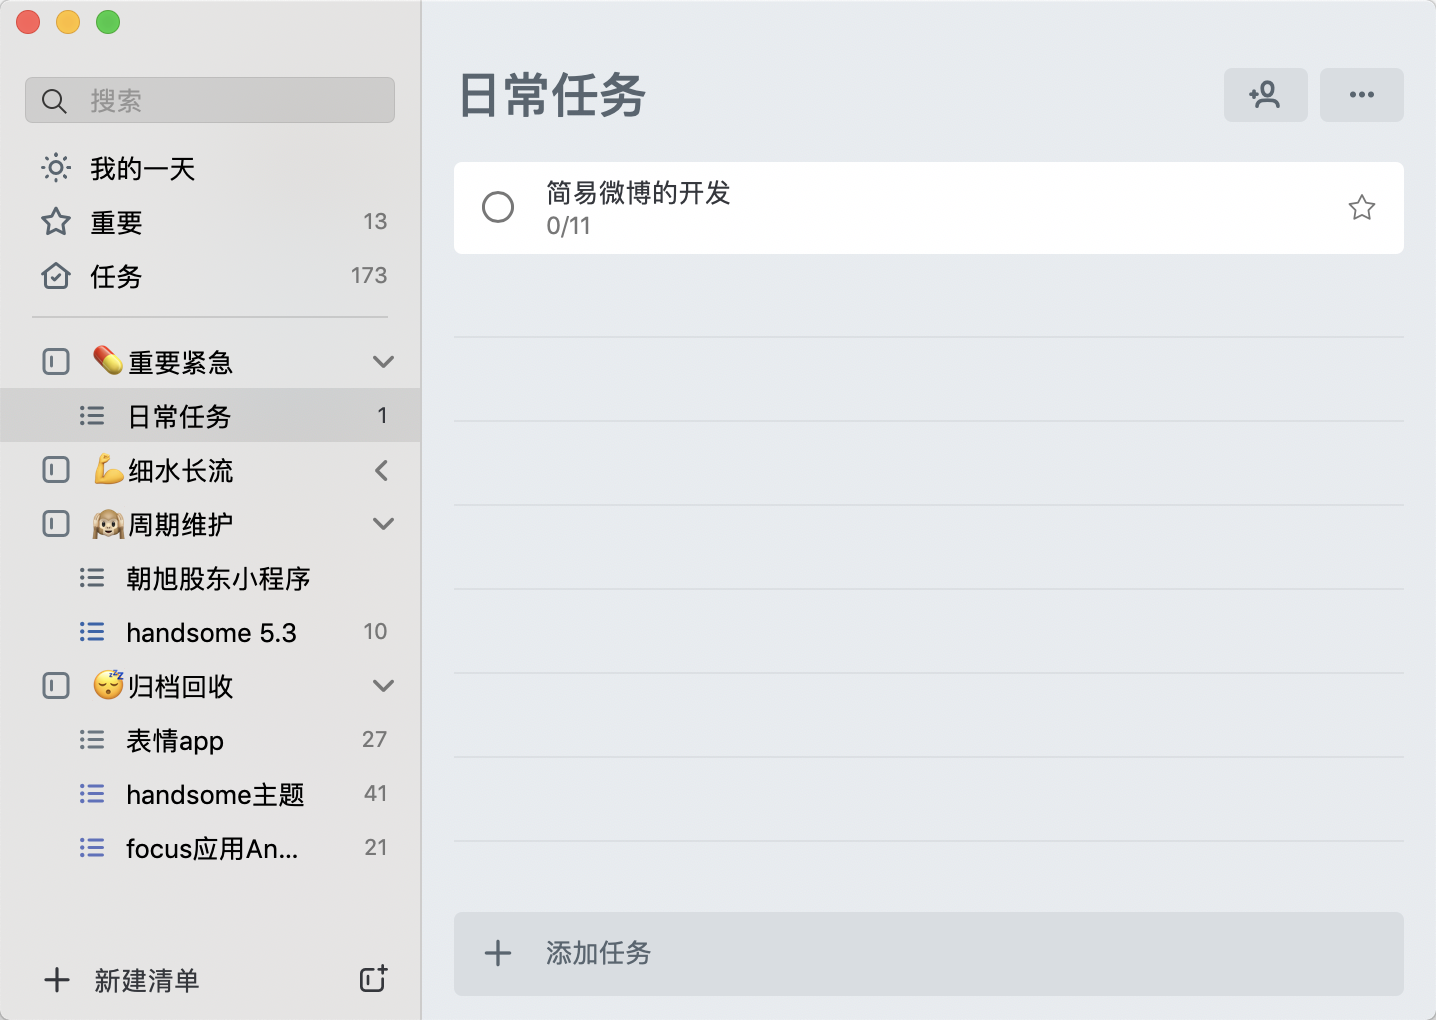 搜索
我的一天
重要 13
任务 173
💊重要紧急
日常任务 1
💪细水长流
🙉周期维护
朝旭股东小程序
handsome 5.3 10
😴归档回收
表情app 27
handsome主题 41
focus应用An... 21
新建清单
日常任务
简易微博的开发
0/11
添加任务